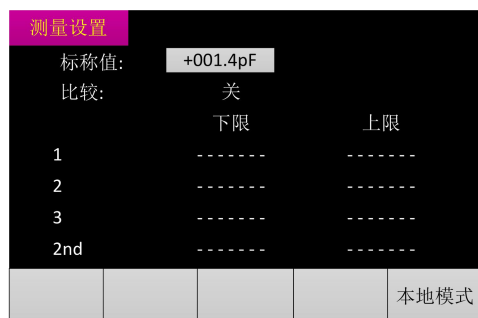 测量设置
标称值: +001.4pF
比较: 关
下限 上限
1 ------- -------
2 ------- -------
3 ------- -------
2nd ------- -------
本地模式